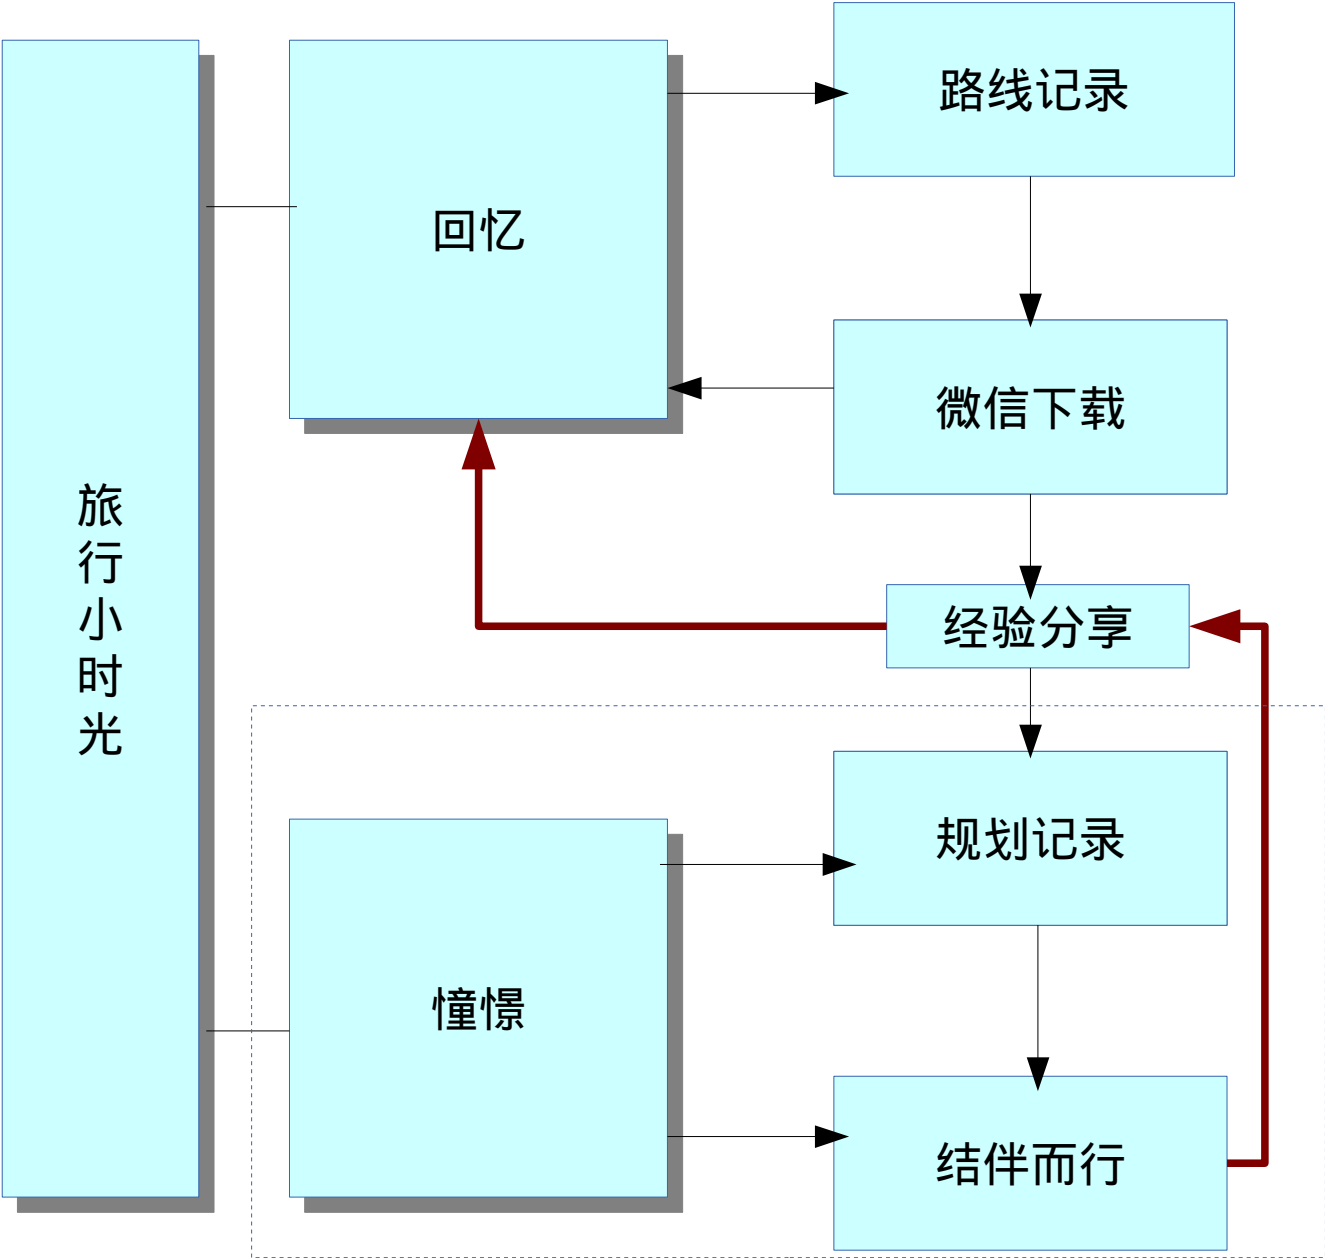 旅
行
小
时
光
回忆
路线记录
微信下载
经验分享
憧憬
规划记录
结伴而行